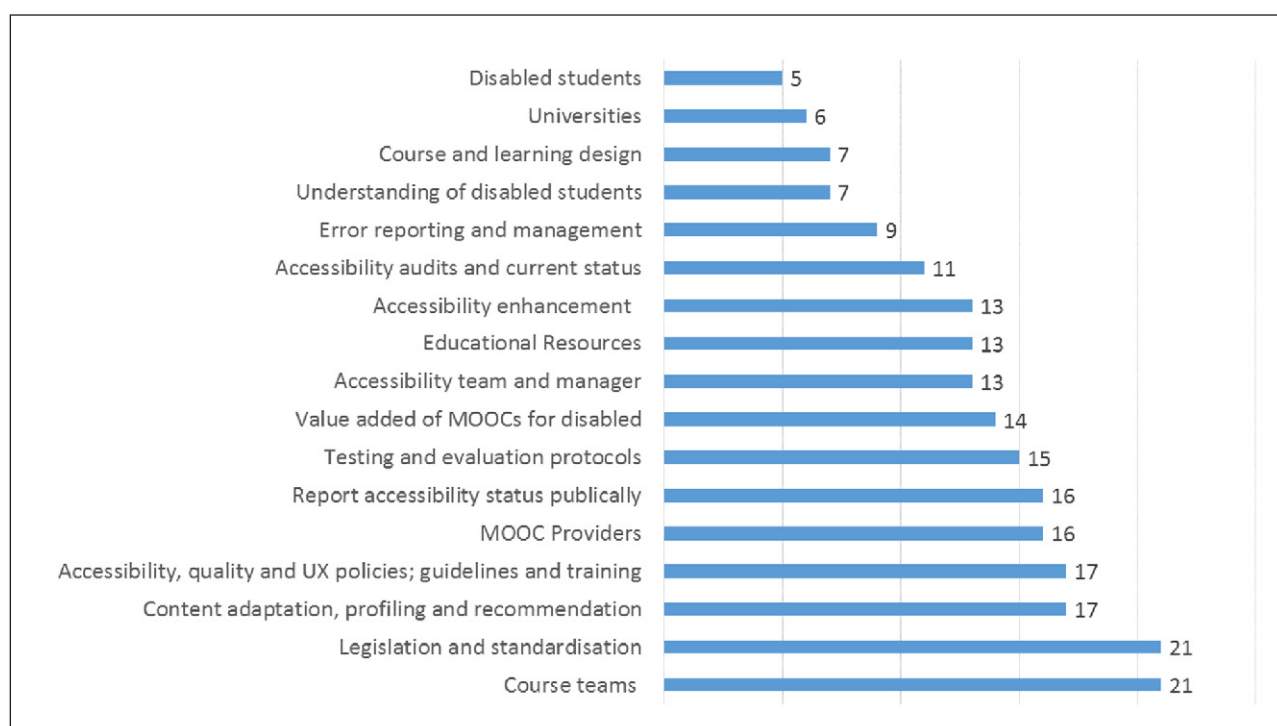 Disabled students 5
Universities 6
Course and learning design 7
Understanding of disabled students 7
Error reporting and management 9
Accessibility audits and current status 11
Accessibility enhancement 13
Educational Resources 13
Accessibility team and manager 13
Value added of MOOCs for disabled 14
Testing and evaluation protocols 15
Report accessibility status publically 16
MOOC Providers 16
Accessibility, quality and UX policies; guidelines and training 17
Content adaptation, profiling and recommendation 17
Legislation and standardisation 21
Course teams 21